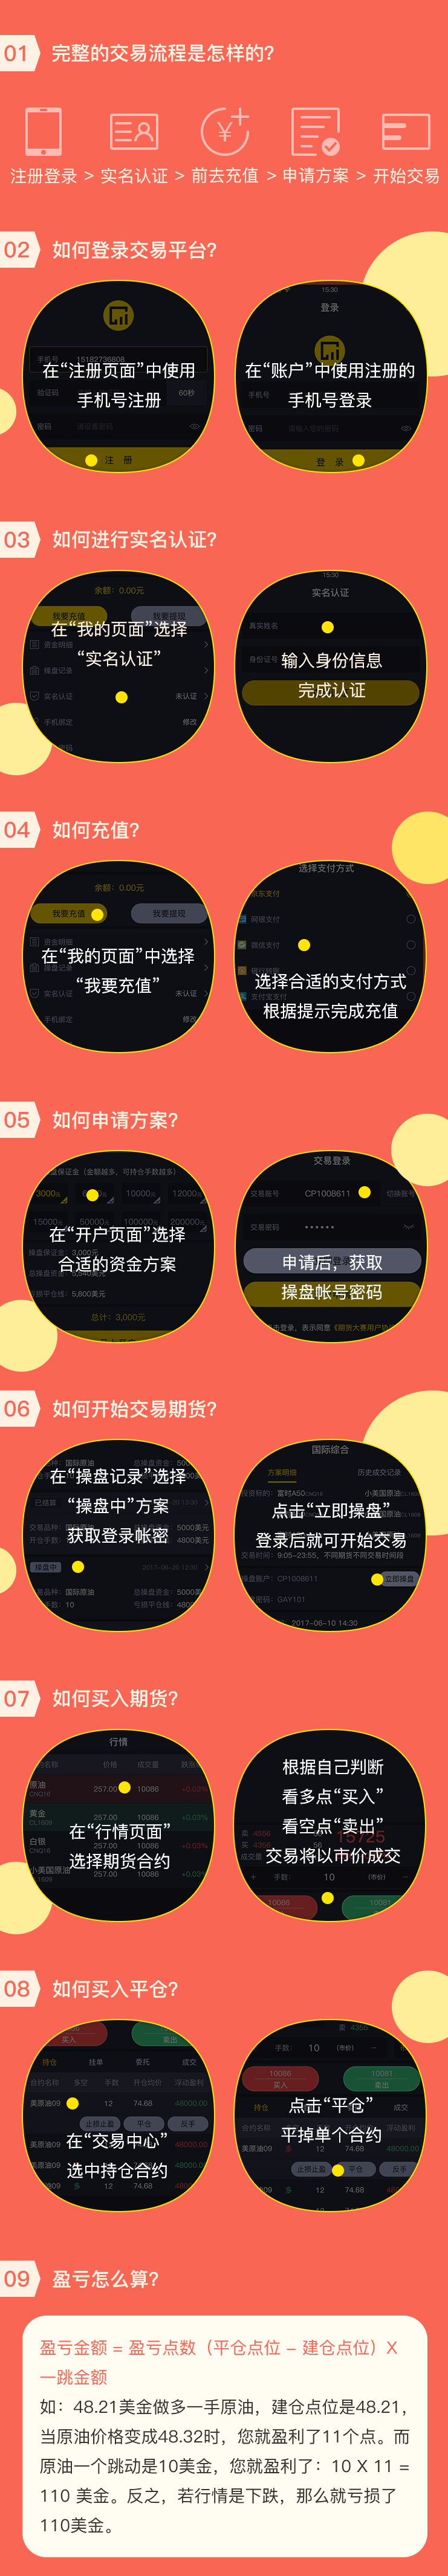 01 完整的交易流程是怎样的?
注册登录 > 实名认证 > 前去充值 > 申请方案 > 开始交易
02 如何登录交易平台?
手机号 15182736808
在“注册页面”中使用
手机号注册
验证码
60秒
密码 请设置密码
注 册
15:30
登录
在“账户”中使用注册的
手机号登录
手机号
密码 请输入您的密码
登 录
03 如何进行实名认证?
余额：0.00元
我要充值 我要提现
在“我的页面”选择
“实名认证”
资金明细
操盘记录
实名认证 未认证
手机绑定 修改
密码
15:30
实名认证
真实姓名
身份证号
输入身份信息
完成认证
04 如何充值?
余额：0.00元
我要充值 我要提现
资金明细
在“我的页面”中选择
操盘记录
“我要充值”
实名认证 未认证
手机绑定 修改
选择支付方式
京东支付
网银支付
微信支付
选择合适的支付方式
支付宝支付
根据提示完成充值
05 如何申请方案?
保证金（金额越多，可持仓手数越多）
3000元 10000元 12000元
15000元 50000元 100000元 200000元
在“开户页面”选择
操盘保证金：3,000元
合适的资金方案
总操盘资金：
亏损平仓线：5,800美元
总计：3,000元
交易登录
交易账号 CP1008611 切换账号
交易密码 ••••••
申请后，获取
操盘帐号密码
击登录，表示同意《期货大赛用户协议
06 如何开始交易期货?
品种：国际原油 总操盘资金：500
在“操盘记录”选择
已结算
“操盘中”方案
交易品种： 5000美元
开仓手数： 4800美元
获取登录帐密
操盘中 2017-06-20 12:30
易品种：国际原油 总操盘资金：5000美
手数：10 亏损平仓线：480
国际综合
方案明细 历史成交记录
投资标的：富时A50CNQ16 小美国原油CL1609
点击“立即操盘”
登录后就可开始交易
交易时间：9:05-23:55，不同期货不同交易时间段
操盘账户：CP1008611 立即操盘
密码：GAY101
：2017-06-10 14:30
07 如何买入期货?
行情
约名称 价格 成交量 跌涨
原油 257.00 10086 +0.03%
CNQ16
黄金
CL1609
在“行情页面”
白银 257.00 10086 +0.03%
CNQ16
选择期货合约
小美国原油 257.00 10086 +0.03
CL1609
根据自己判断
看多点“买入”
看空点“卖出”
卖 4356 56 15725
买 4355
成交量
交易将以市价成交
+ 手数： 10 (市价) −
10086 10081
08 如何买入平仓?
买入 卖出
持仓 挂单 委托 成交
合约名称 多空 手数 开仓均价 浮动盈利
美原油09 12 74.68 48000.00
止损止盈 平仓 反手
在“交易中心”
美原油09 48000.00
选中持仓合约
油09 多 12 74.68 48
卖 4356
手数： 10 (市价) −
10086 10081
买入 卖出
持仓 成交
点击“平仓”
合约名称 浮动盈利
平掉单个合约
美原油09 多 12 74.68 48000.00
止损止盈 平仓 反手
油09 多 12 74.68 48
09 盈亏怎么算?
盈亏金额 = 盈亏点数（平仓点位 – 建仓点位）X
一跳金额
如：48.21美金做多一手原油，建仓点位是48.21，
当原油价格变成48.32时，您就盈利了11个点。而
原油一个跳动是10美金，您就盈利了：10 X 11 =
110 美金。反之，若行情是下跌，那么就亏损了
110美金。